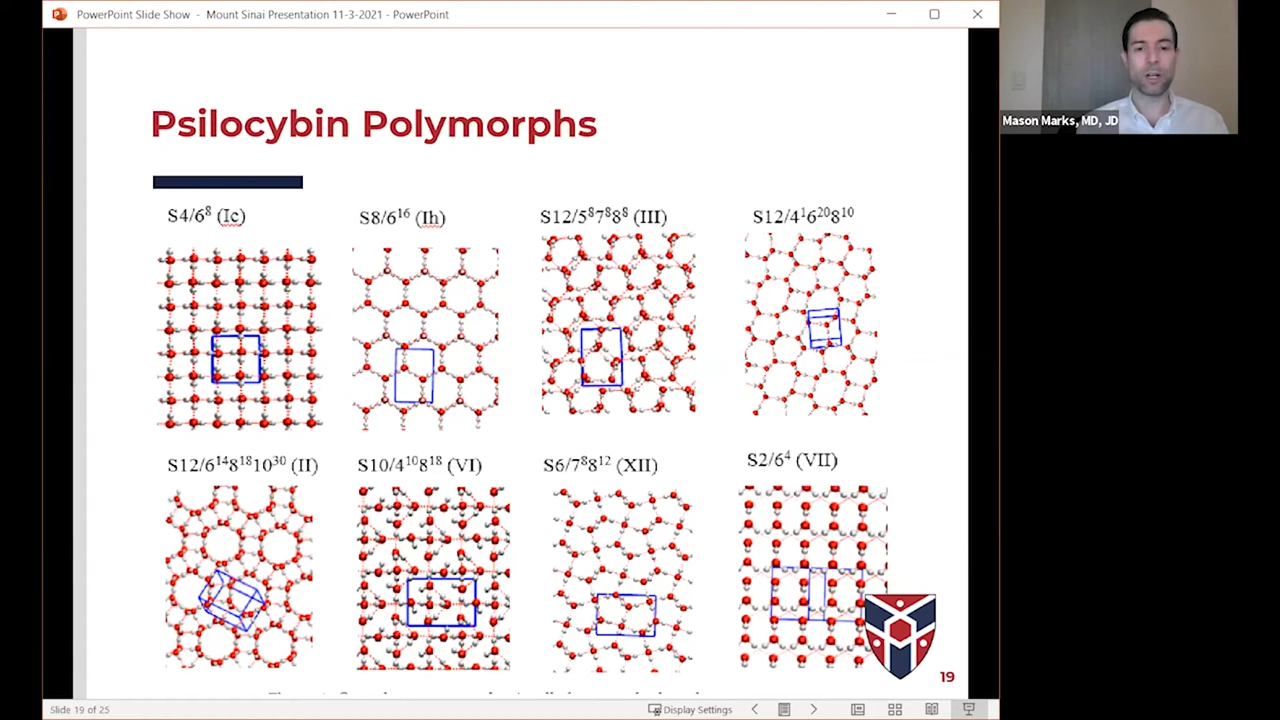 PowerPoint Slide Show - Mount Sinai Presentation 11-3-2021 - PowerPoint
Mason Marks, MD, JD
Psilocybin Polymorphs
S4/6⁸ (Ic)
S8/6¹⁶ (Ih)
S12/5⁸7⁸8⁸ (III)
S12/4¹6²⁰8¹⁰
S12/6¹⁴8¹⁸10³⁰ (II)
S10/4¹⁰8¹⁸ (VI)
S6/7⁸8¹² (XII)
S2/6⁴ (VII)
19
Slide 19 of 25
Display Settings